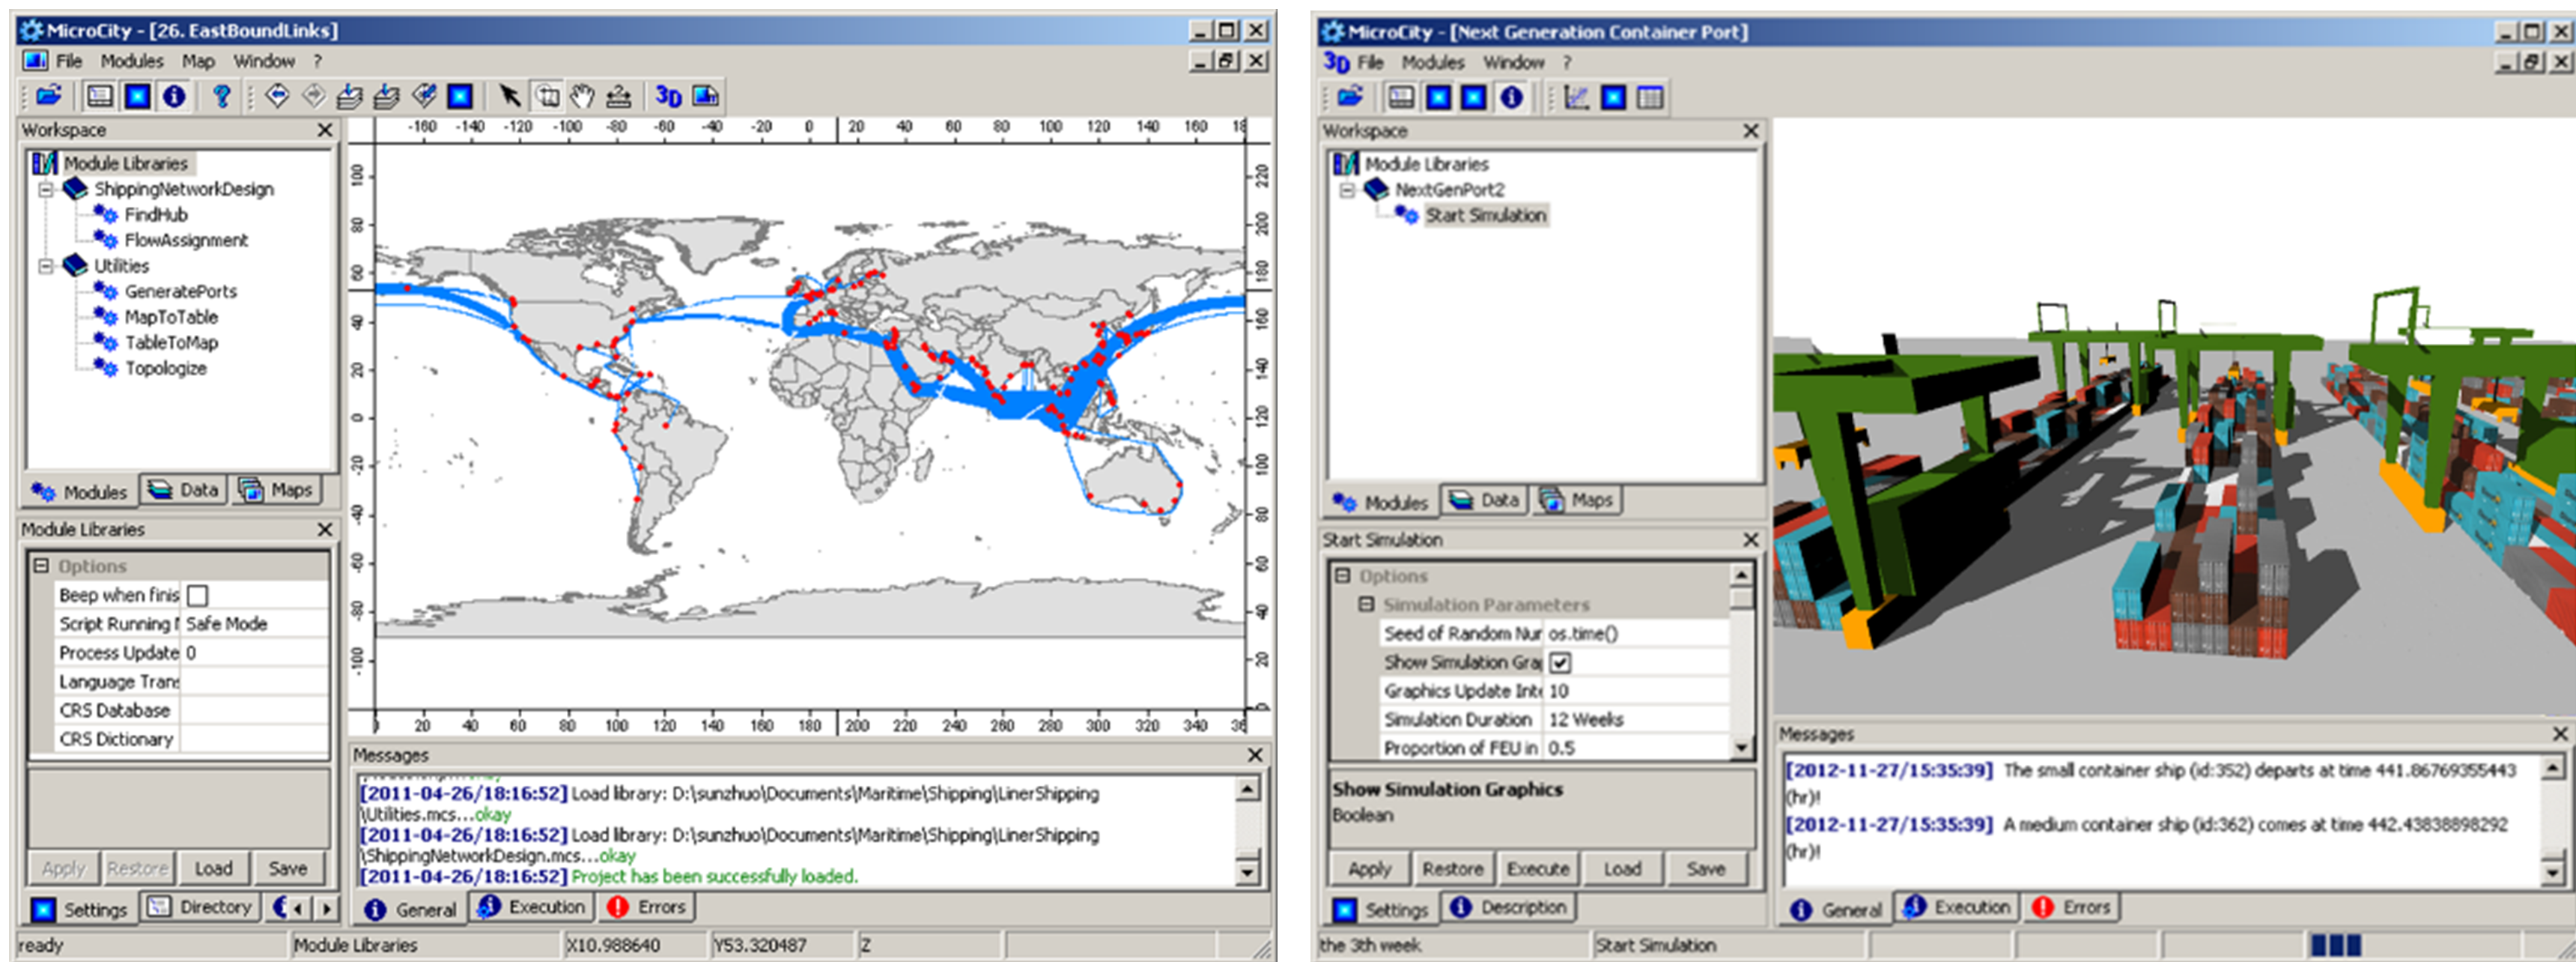 MicroCity - [26. EastBoundLinks]
File Modules Map Window ?
3D
Workspace
Module Libraries
ShippingNetworkDesign
FindHub
FlowAssignment
Utilities
GeneratePorts
MapToTable
TableToMap
Topologize
Modules Data Maps
Module Libraries
Options
Beep when finis
Script Running Safe Mode
Process Update 0
Language Trans
CRS Database
CRS Dictionary
Apply Restore Load Save
Settings Directory
-160 -140 -120 -100 -80 -60 -40 -20 0 20 40 60 80 100 120 140 160 18
100 80 60 40 20 0 -20 -40 -60 -80 -100
220 200 180 160 140 120 100 80 60 40 20 0
20 40 60 80 100 120 140 160 180 200 220 240 260 280 300 320 340 36
Messages
[2011-04-26/18:16:52] Load library: D:\sunzhuo\Documents\Maritime\Shipping\LinerShipping
\Utilities.mcs...okay
[2011-04-26/18:16:52] Load library: D:\sunzhuo\Documents\Maritime\Shipping\LinerShipping
\ShippingNetworkDesign.mcs...okay
[2011-04-26/18:16:52] Project has been successfully loaded.
General Execution Errors
ready Module Libraries X10.988640 Y53.320487 Z
MicroCity - [Next Generation Container Port]
3D File Modules Window ?
Workspace
Module Libraries
NextGenPort2
Start Simulation
Modules Data Maps
Start Simulation
Options
Simulation Parameters
Seed of Random Nur os.time()
Show Simulation Gra
Graphics Update Inte 10
Simulation Duration 12 Weeks
Proportion of FEU in 0.5
Show Simulation Graphics
Boolean
Apply Restore Execute Load Save
Settings Description
Messages
[2012-11-27/15:35:39] The small container ship (id:352) departs at time 441.86769355443
(hr)!
[2012-11-27/15:35:39] A medium container ship (id:362) comes at time 442.43838898292
(hr)!
General Execution Errors
the 3th week Start Simulation